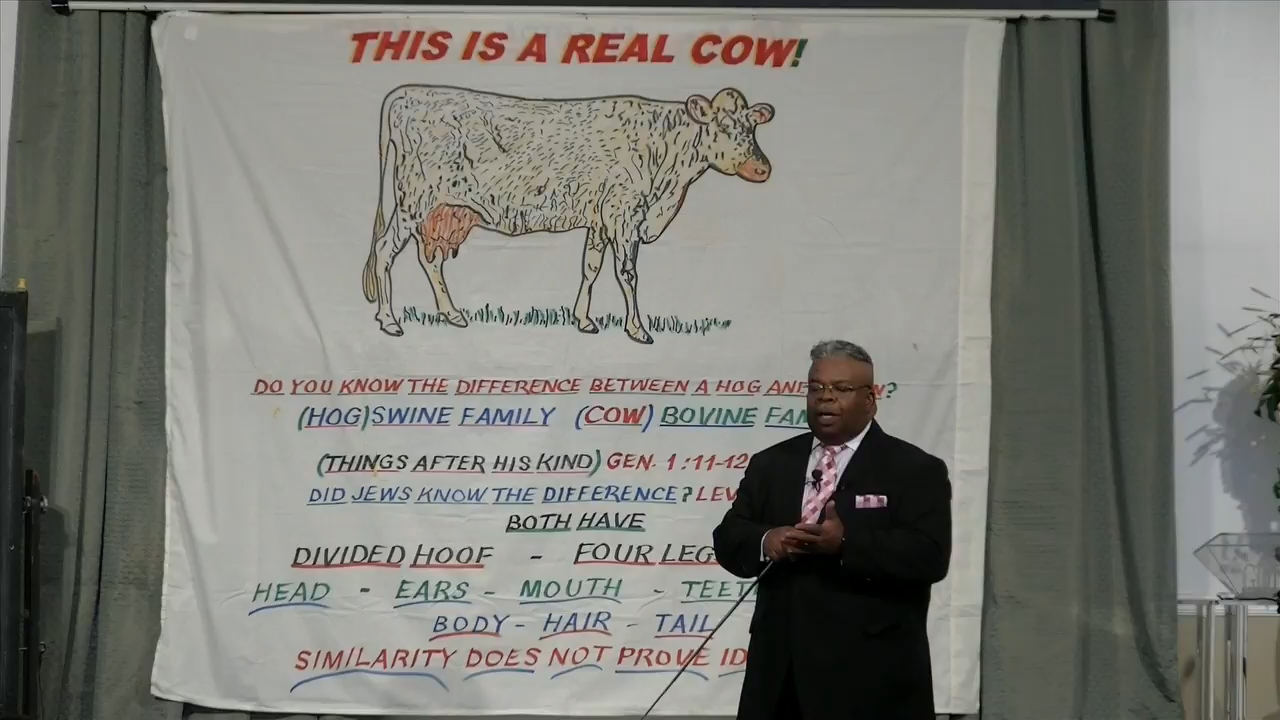 THIS IS A REAL COW!
DO YOU KNOW THE DIFFERENCE BETWEEN A HOG AND ?
(HOG) SWINE FAMILY (COW) BOVINE
(THINGS AFTER HIS KIND) GEN. 1:11-12
DID JEWS KNOW THE DIFFERENCE?
BOTH HAVE
DIVIDED HOOF - FOUR
HEAD - EARS - MOUTH -
BODY - HAIR - TAIL
SIMILARITY DOES NOT PROVE